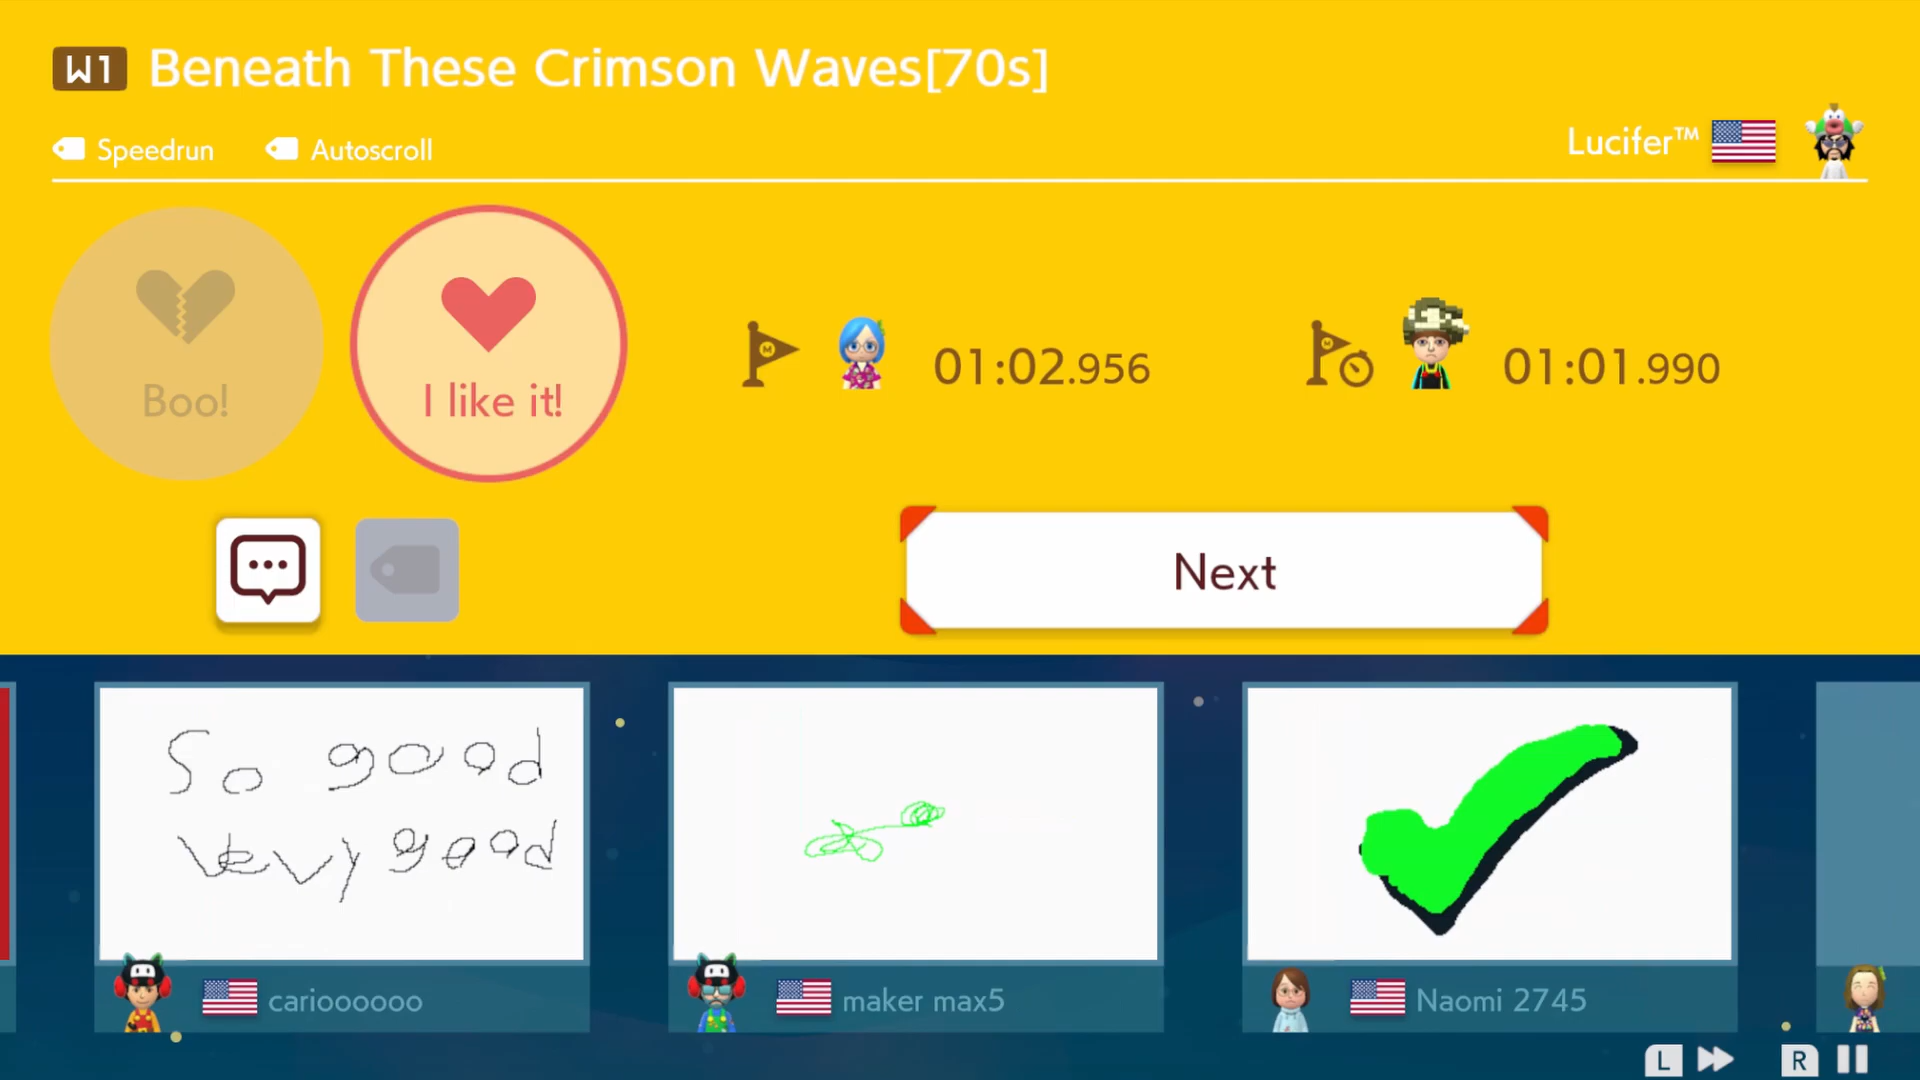 W1 Beneath These Crimson Waves[70s]
Speedrun Autoscroll
Lucifer™
Boo!
I like it!
M 01:02.956
M 01:01.990
Next
So good
very good
carioooooo
maker max5
Naomi 2745
L R